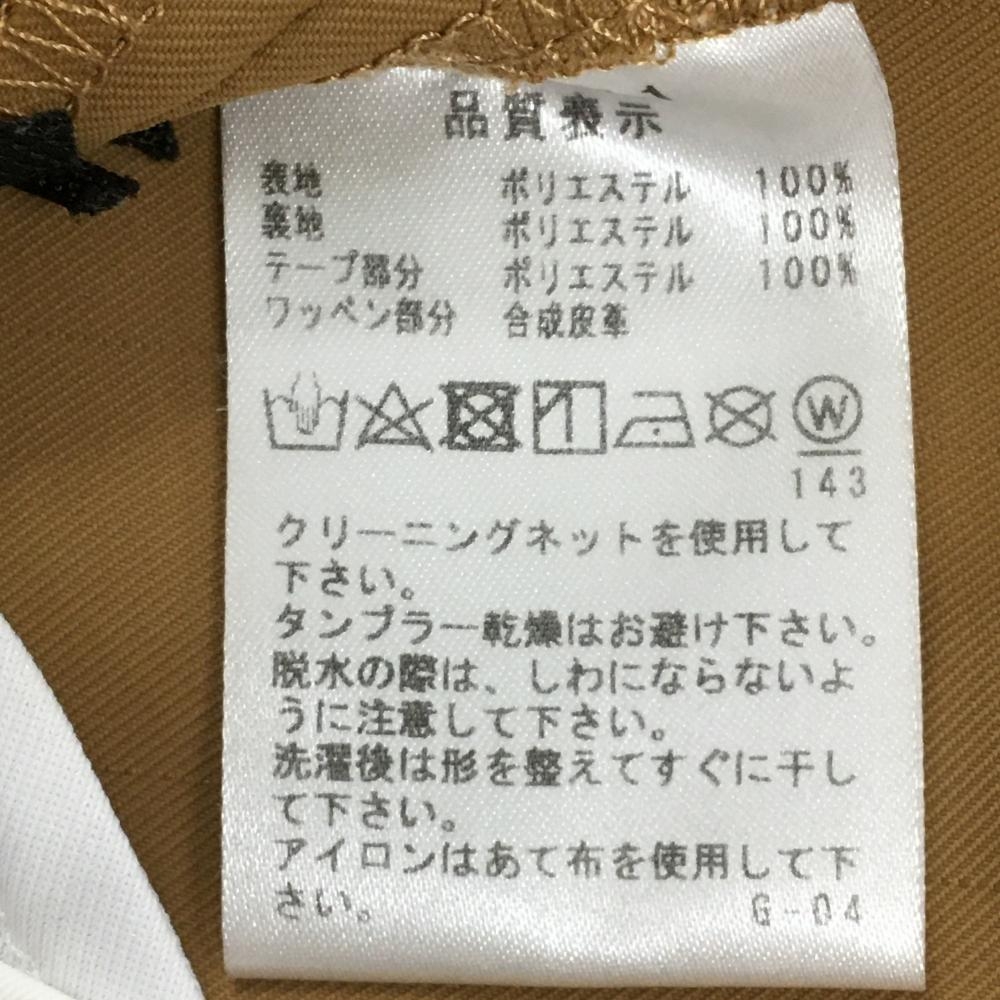 品質表示
表地 ポリエステル 100%
裏地 ポリエステル 100%
テープ部分 ポリエステル 100%
ワッペン部分 合成皮革
W
143
クリーニングネットを使用して
下さい。
タンブラー乾燥はお避け下さい。
脱水の際は、しわにならないよ
うに注意して下さい。
洗濯後は形を整えてすぐに干し
て下さい。
アイロンはあて布を使用して下
さい。
G-04